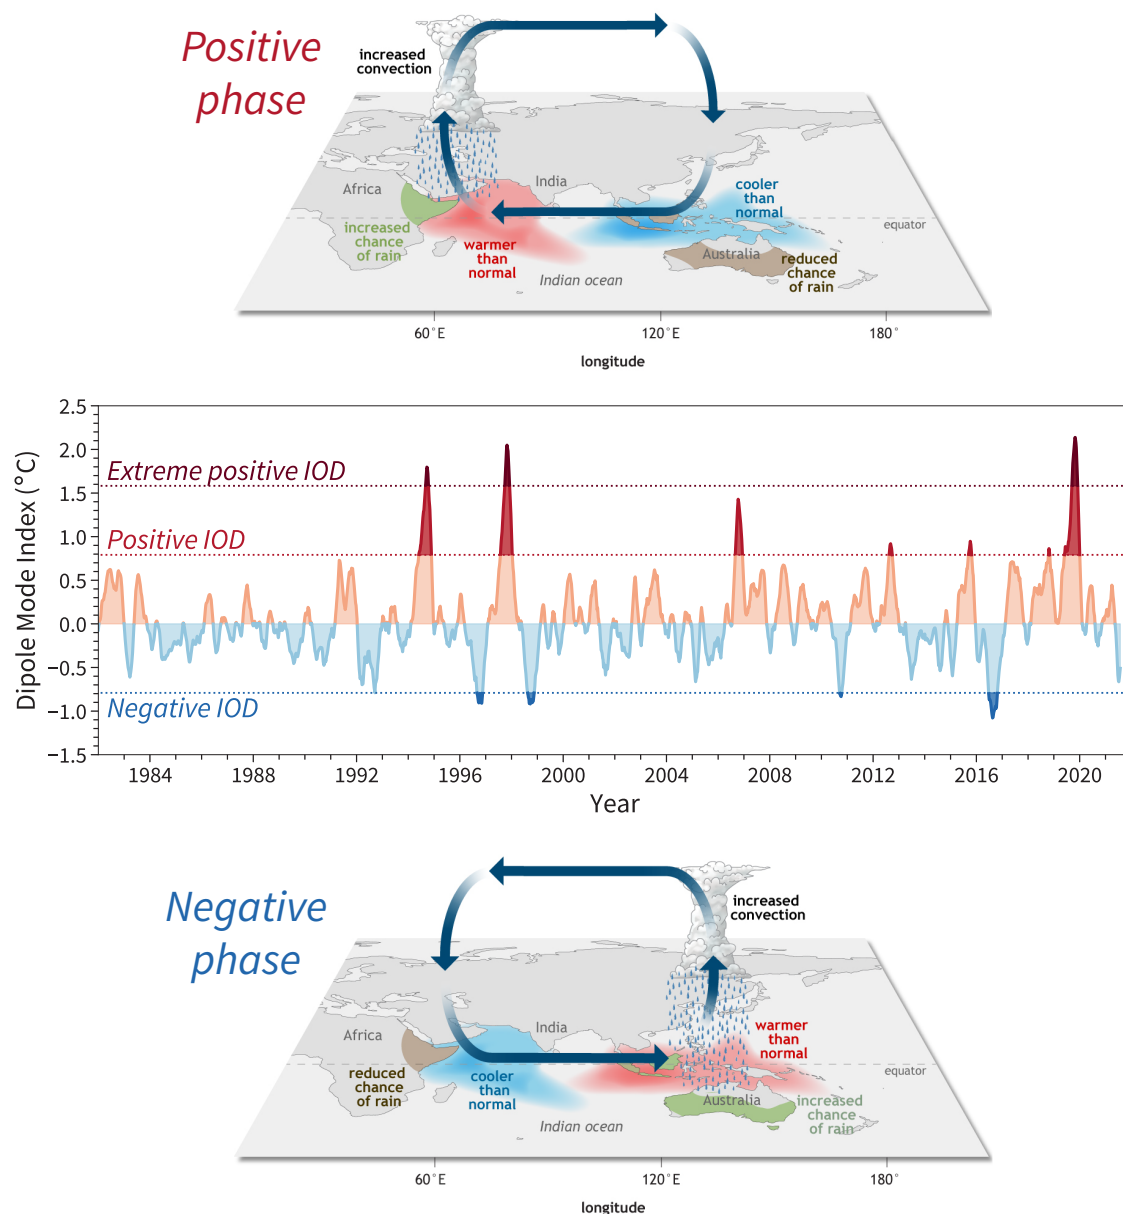 Positive
phase
increased
convection
Africa
India
cooler
than
normal
increased
chance
of rain
warmer
than
normal
equator
Australia
reduced
chance
of rain
Indian ocean
60°E
120°E
180°
longitude
2.5
2.0
1.5
1.0
0.5
0.0
−0.5
−1.0
−1.5
Dipole Mode Index (°C)
Extreme positive IOD
Positive IOD
Negative IOD
1984
1988
1992
1996
2000
2004
2008
2012
2016
2020
Year
Negative
phase
increased
convection
Africa
India
warmer
than
normal
reduced
chance
of rain
cooler
than
normal
equator
Australia
increased
chance
of rain
Indian ocean
60°E
120°E
180°
longitude